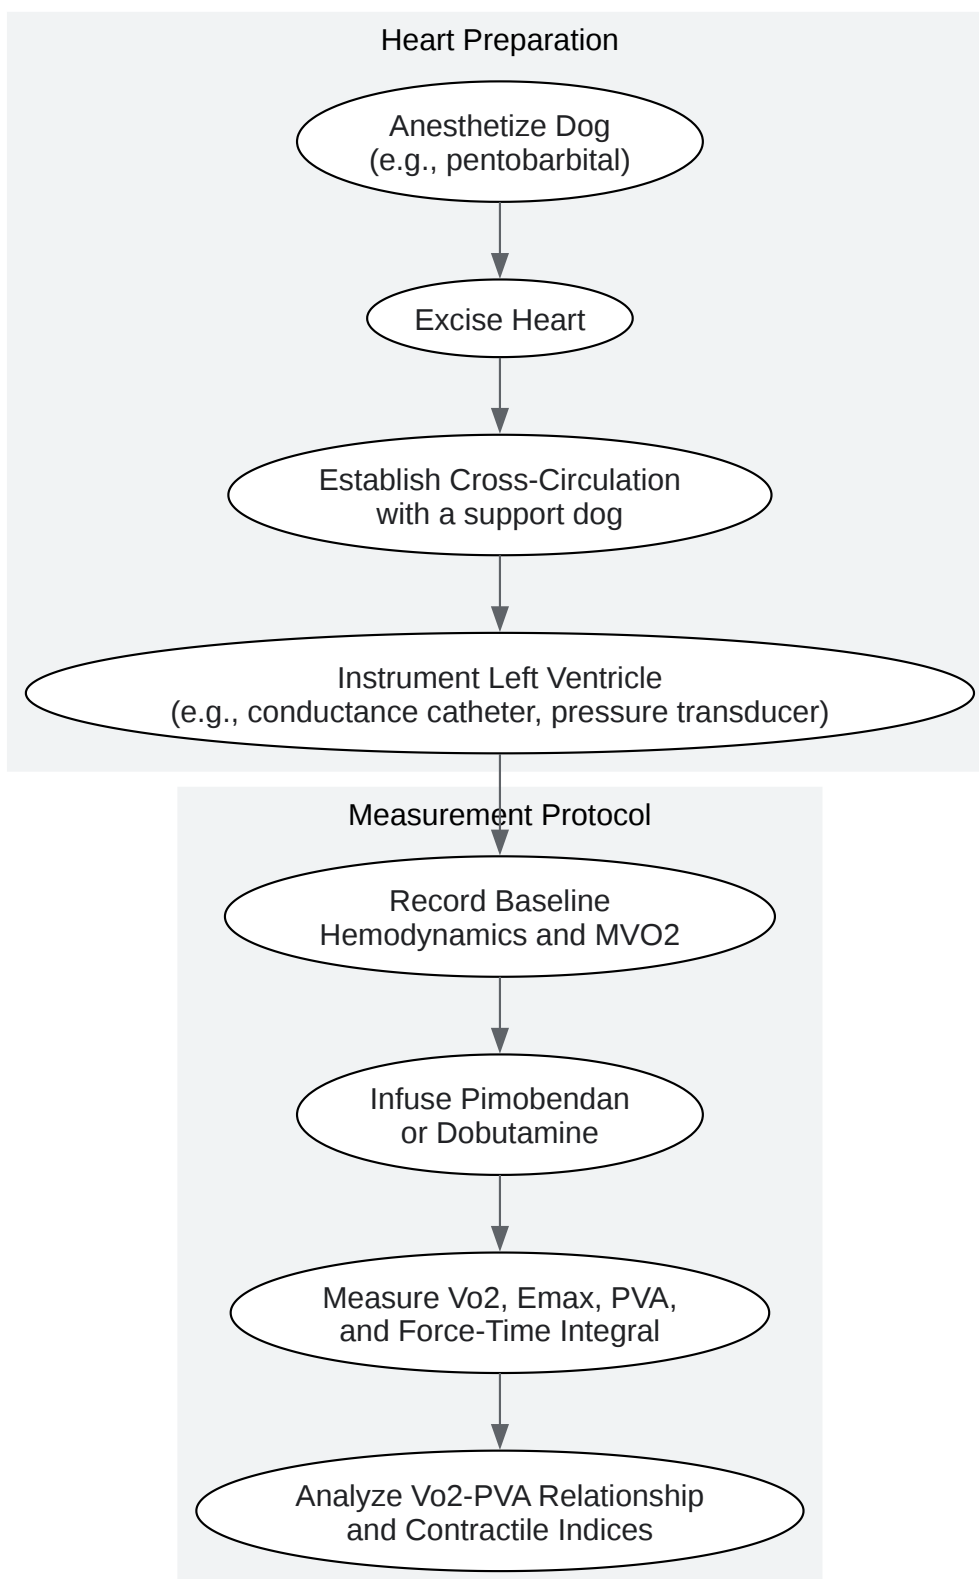 Heart Preparation
Anesthetize Dog
(e.g., pentobarbital)
Excise Heart
Establish Cross-Circulation
with a support dog
Instrument Left Ventricle
(e.g., conductance catheter, pressure transducer)
Measurement Protocol
Record Baseline
Hemodynamics and MVO2
Infuse Pimobendan
or Dobutamine
Measure Vo2, Emax, PVA,
and Force-Time Integral
Analyze Vo2-PVA Relationship
and Contractile Indices